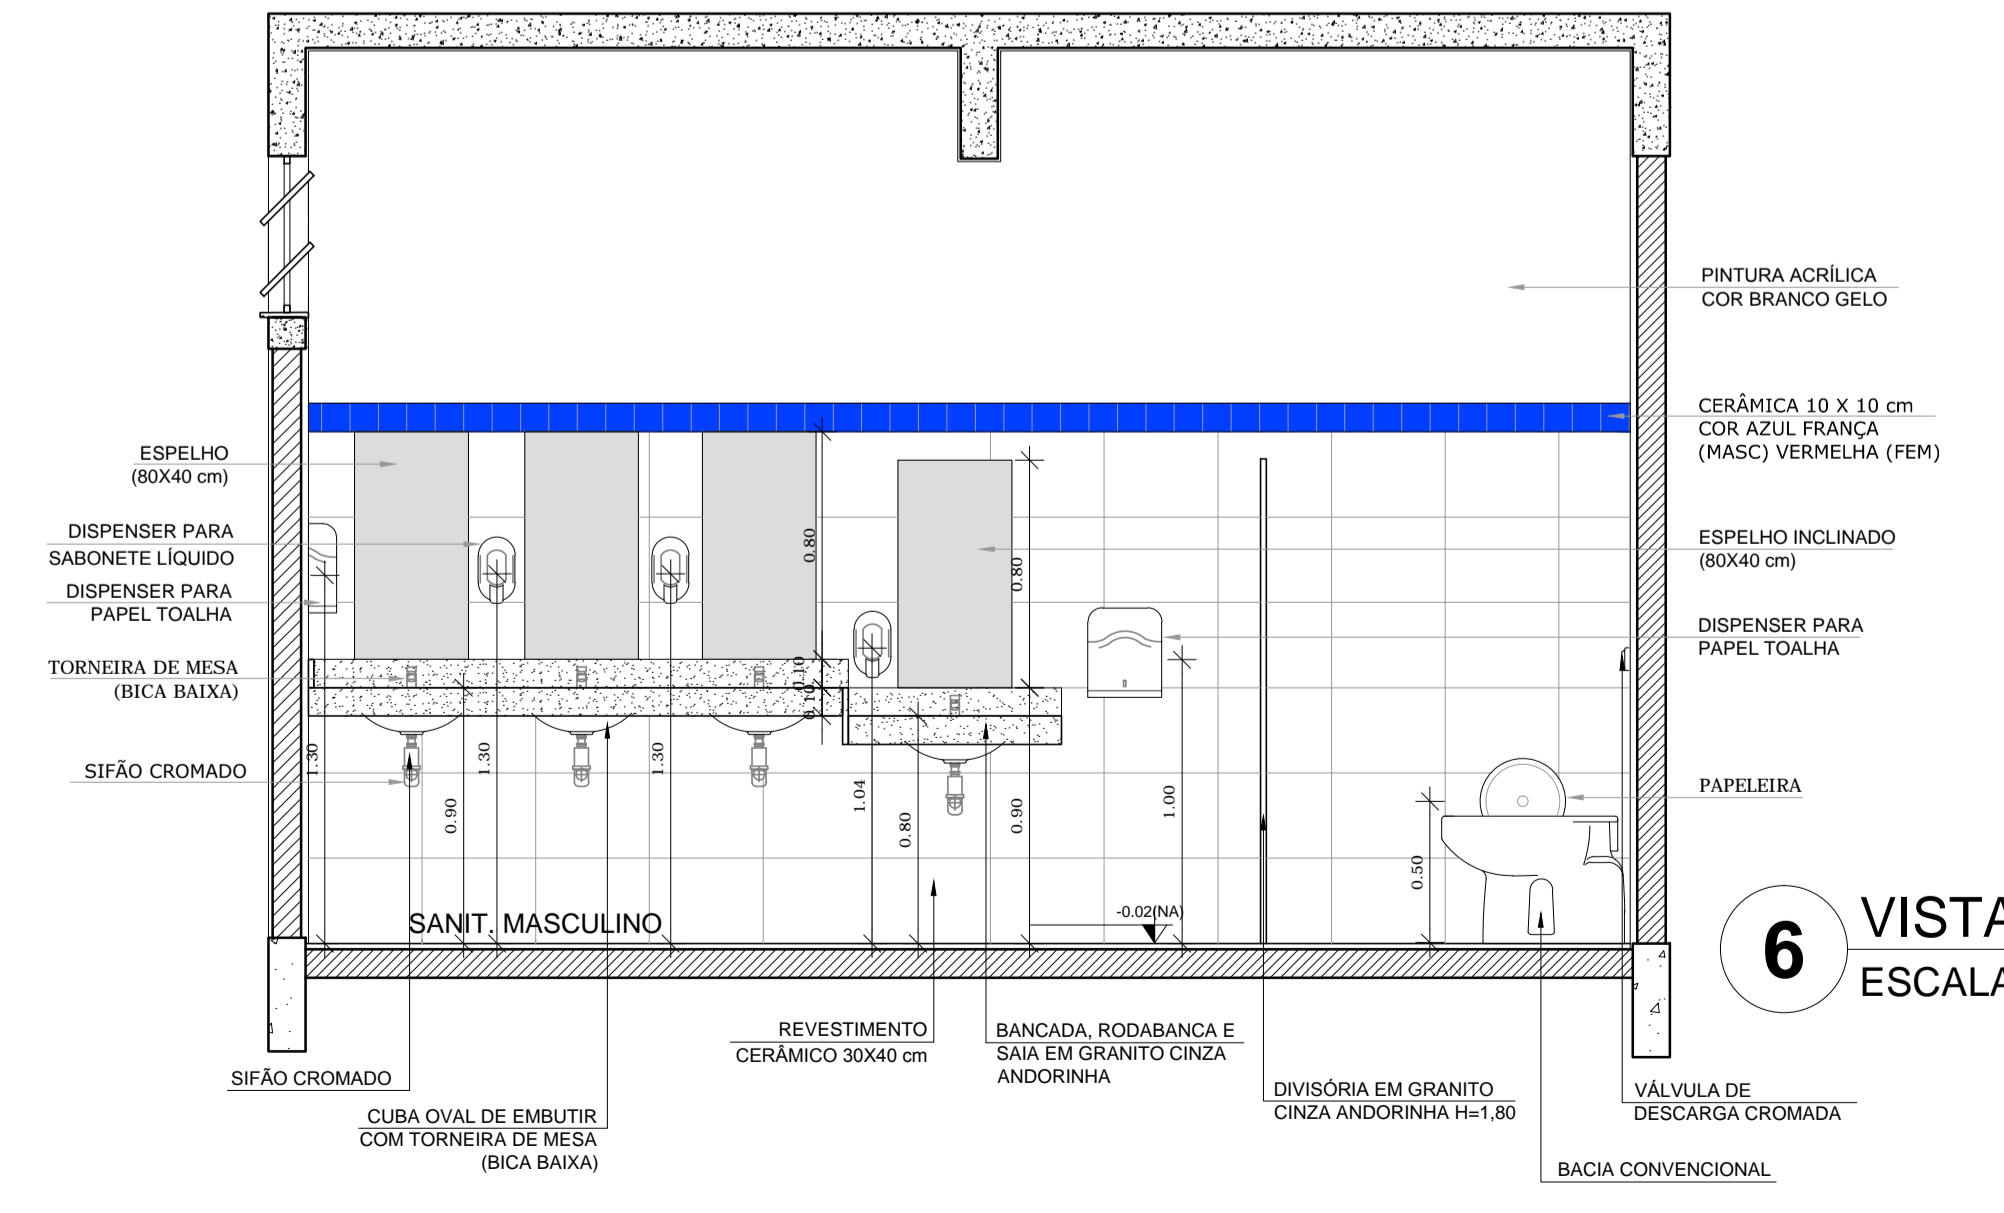 PINTURA ACRÍLICA
COR BRANCO GELO
CERÂMICA 10 X 10 cm
COR AZUL FRANÇA
(MASC) VERMELHA (FEM)
ESPELHO
(80X40 cm)
DISPENSER PARA
SABONETE LÍQUIDO
DISPENSER PARA
PAPEL TOALHA
TORNEIRA DE MESA
(BICA BAIXA)
SIFÃO CROMADO
ESPELHO INCLINADO
(80X40 cm)
DISPENSER PARA
PAPEL TOALHA
PAPELEIRA
0.80
0.80
0.10
0.10
1.30
0.90
1.30
1.30
1.04
0.80
0.90
1.00
0.50
-0.02(NA)
SANIT. MASCULINO
6
VISTA
ESCALA
SIFÃO CROMADO
CUBA OVAL DE EMBUTIR
COM TORNEIRA DE MESA
(BICA BAIXA)
REVESTIMENTO
CERÂMICO 30X40 cm
BANCADA, RODABANCA E
SAIA EM GRANITO CINZA
ANDORINHA
DIVISÓRIA EM GRANITO
CINZA ANDORINHA H=1,80
VÁLVULA DE
DESCARGA CROMADA
BACIA CONVENCIONAL